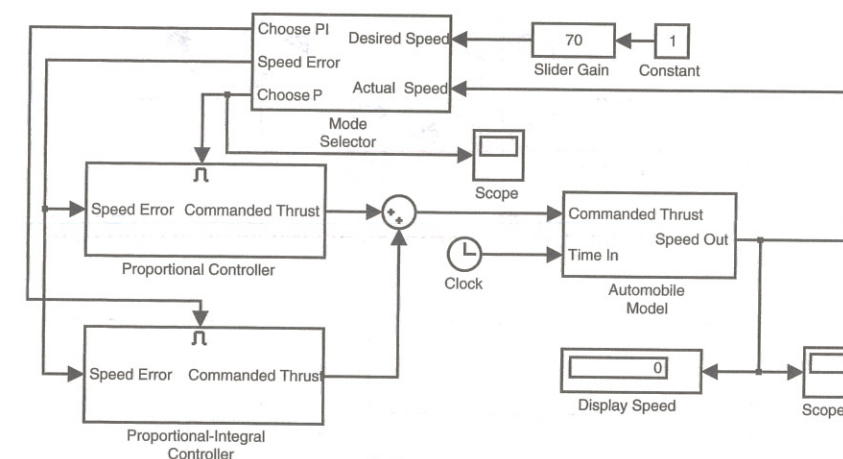 Choose PI
Desired Speed
70
1
Speed Error
Slider Gain
Constant
Actual Speed
Choose P
Mode
Selector
Scope
Speed Error
Commanded Thrust
Commanded Thrust
Speed Out
Time In
Proportional Controller
Clock
Automobile
Model
Speed Error
Commanded Thrust
0
Display Speed
Scope
Proportional-Integral
Controller